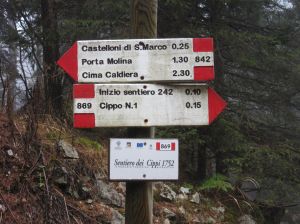 Castelloni di S.Marco 0.25
Porta Molina 1.30 842
Cima Caldiera 2.30
Inizio sentiero 242 0.10
869 Cippo N.1 0.15
869
Sentiero dei Cippi 1752